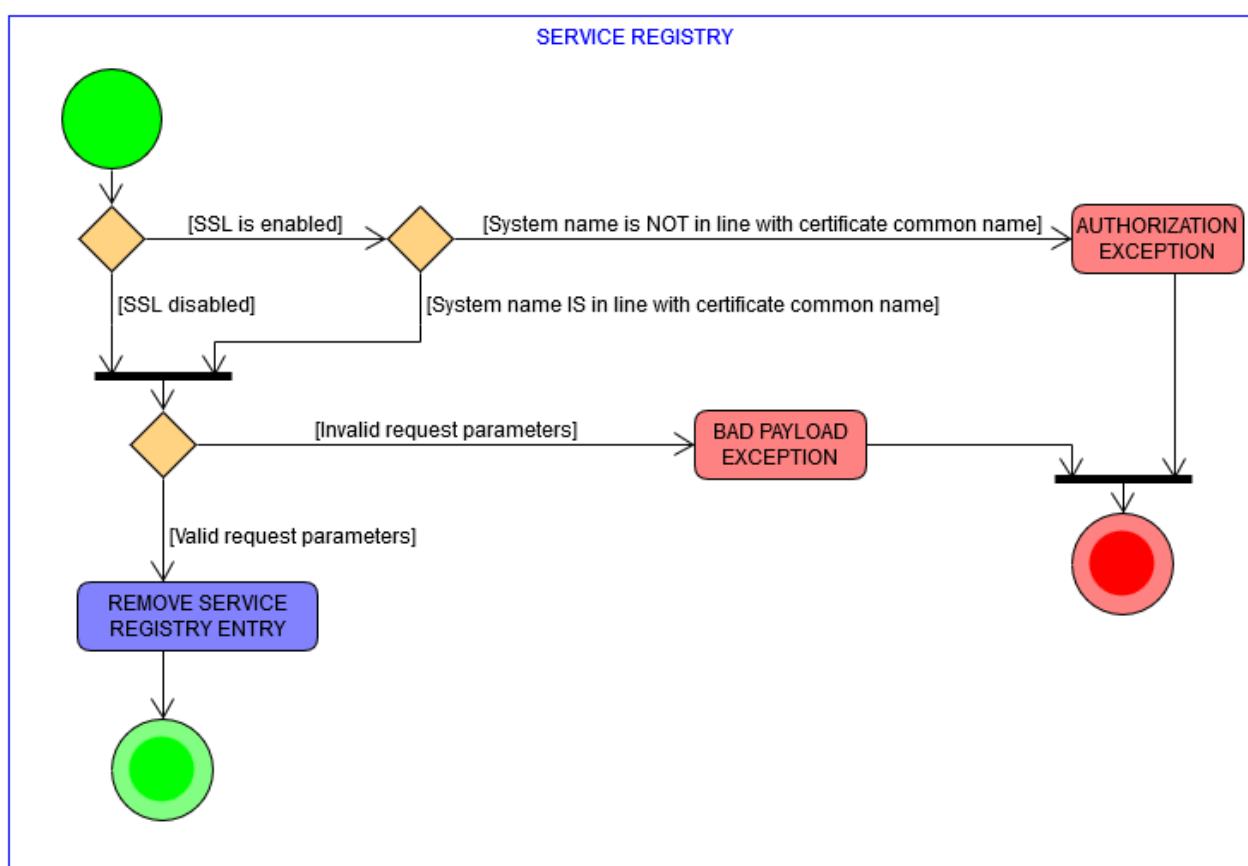 SERVICE REGISTRY
[SSL is enabled]
[System name is NOT in line with certificate common name]
AUTHORIZATION
EXCEPTION
[SSL disabled]
[System name IS in line with certificate common name]
[Invalid request parameters]
BAD PAYLOAD
EXCEPTION
[Valid request parameters]
REMOVE SERVICE
REGISTRY ENTRY